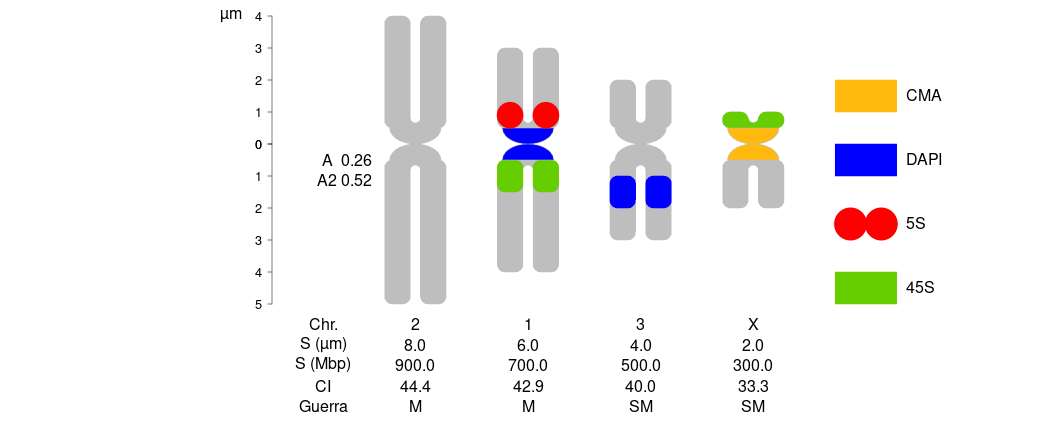 µm
4
3
2
1
0
1
2
3
4
5
A 0.26
A2 0.52
CMA
DAPI
5S
45S
Chr. 2 1 3 X
S (µm) 8.0 6.0 4.0 2.0
S (Mbp) 900.0 700.0 500.0 300.0
CI 44.4 42.9 40.0 33.3
Guerra M M SM SM